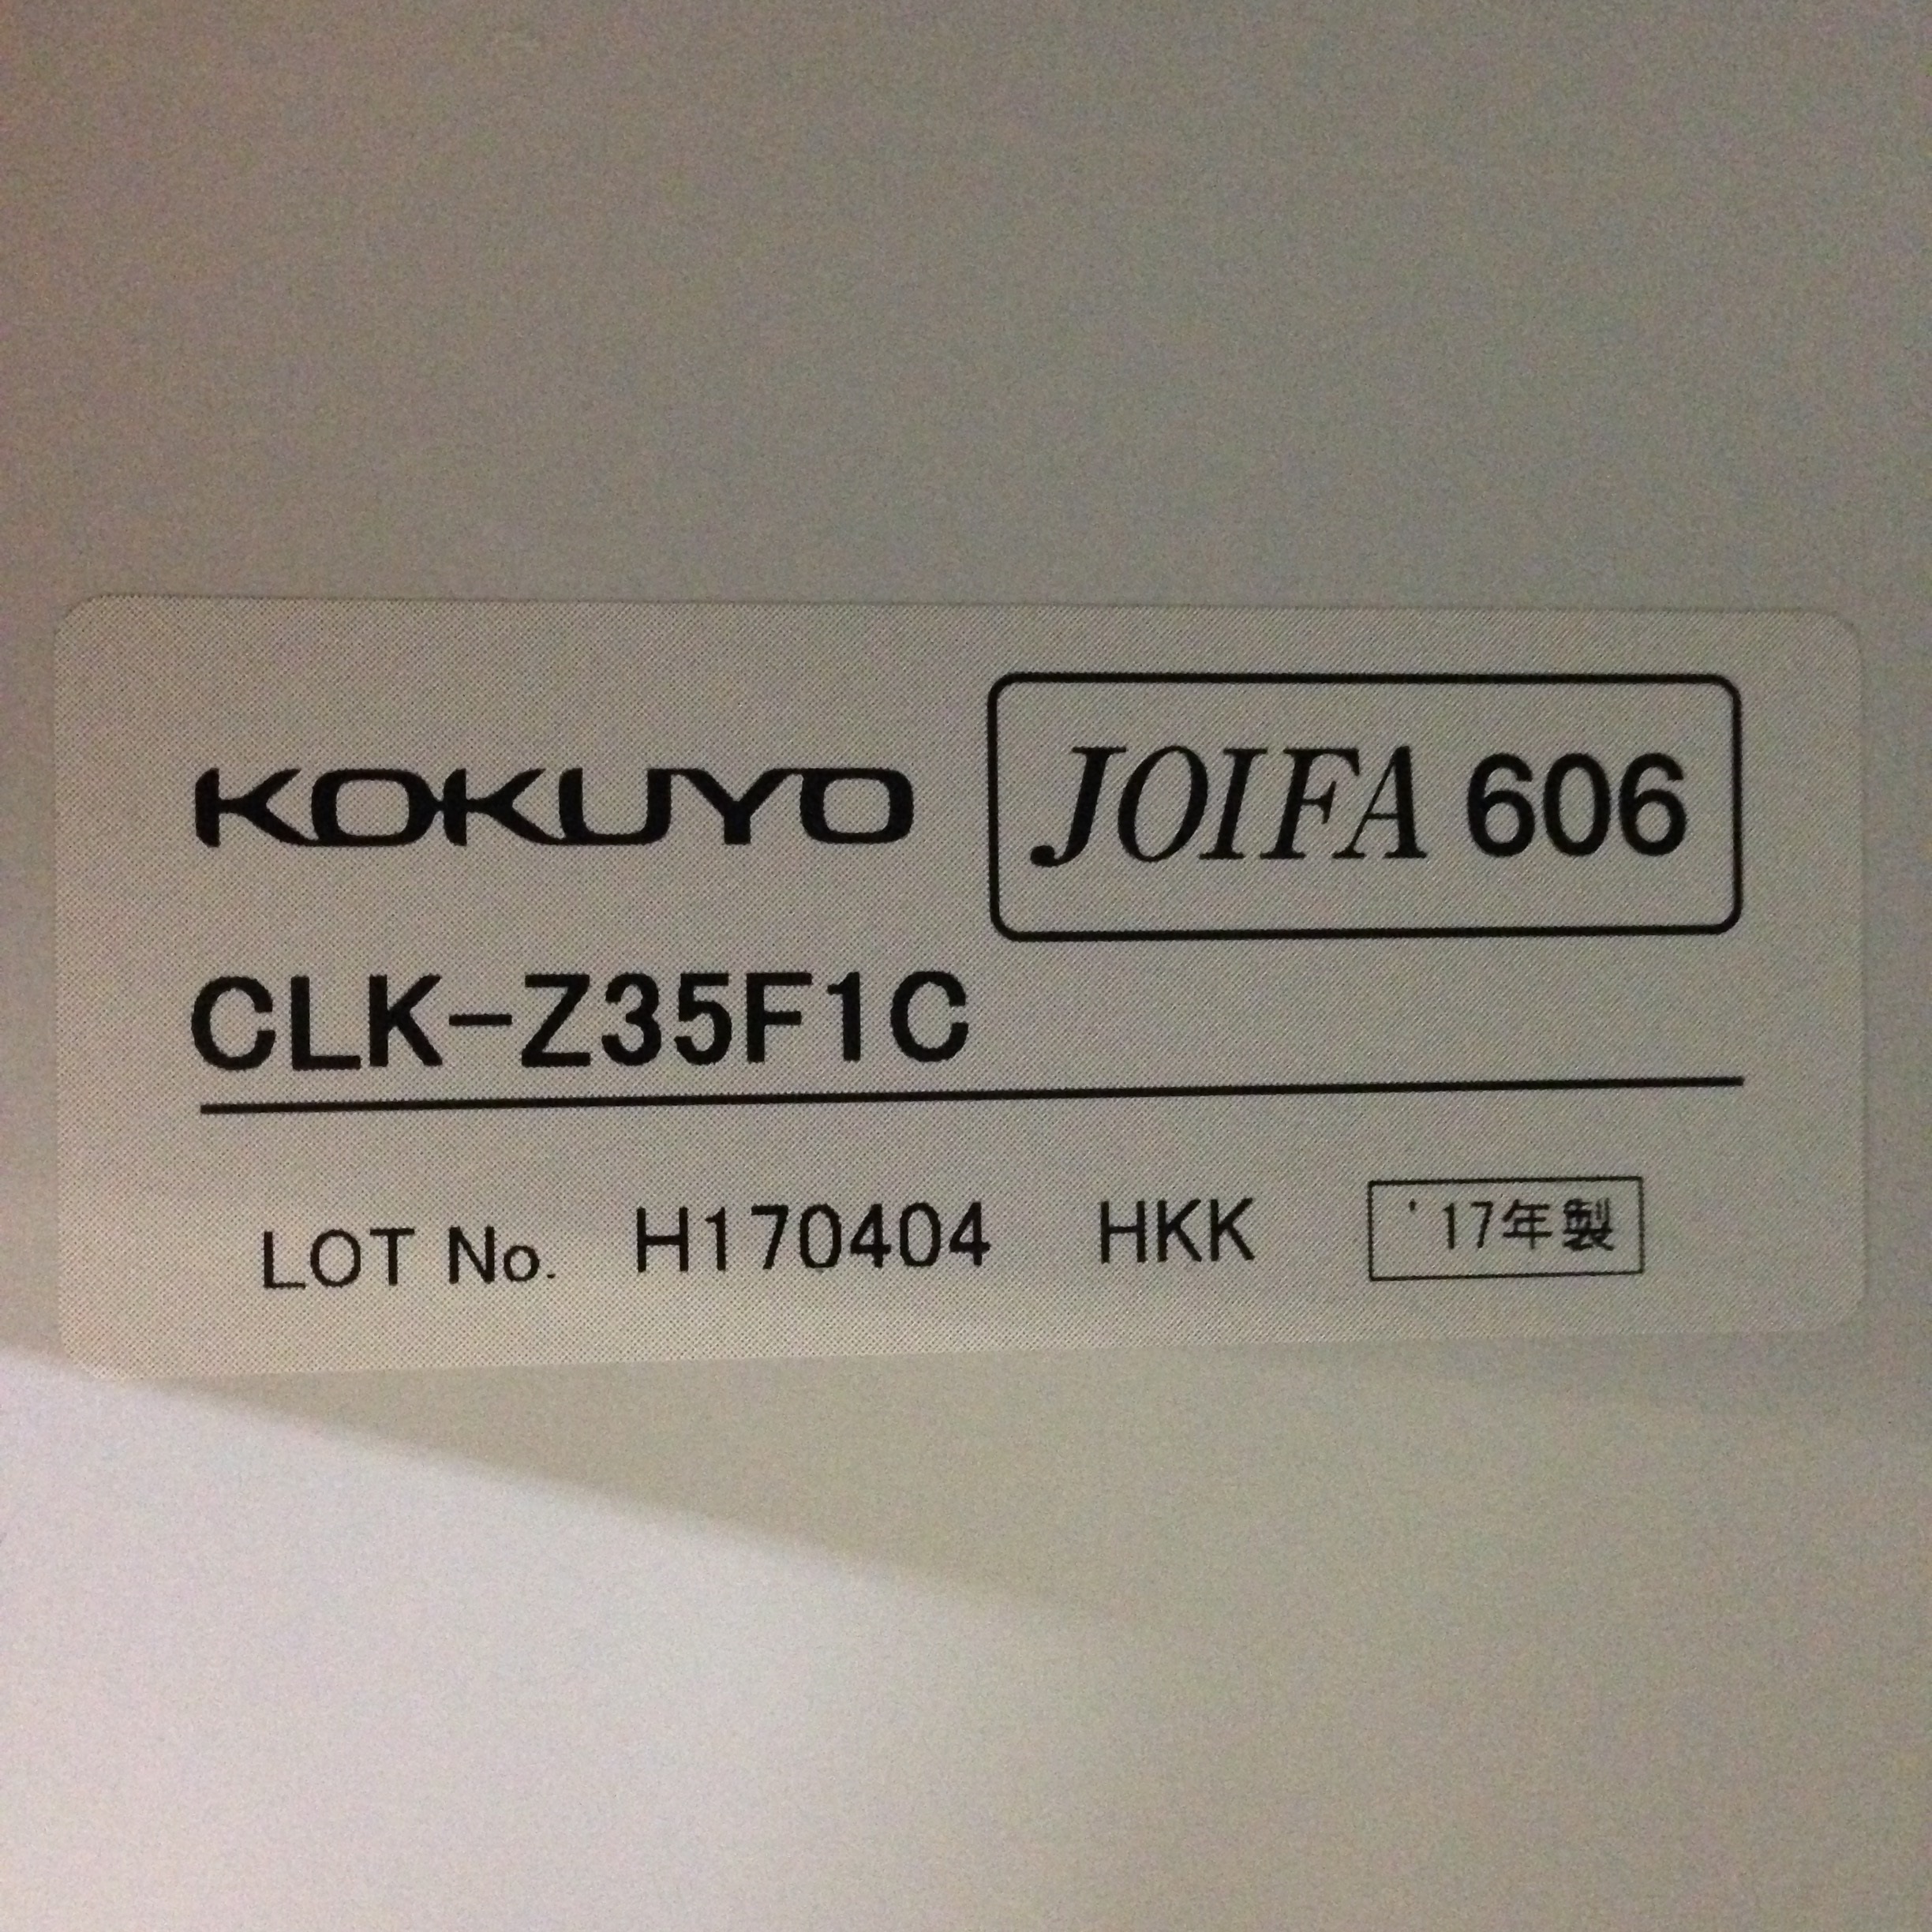 KOKUYO JOIFA 606
CLK-Z35F1C
LOT No. H170404 HKK '17年製